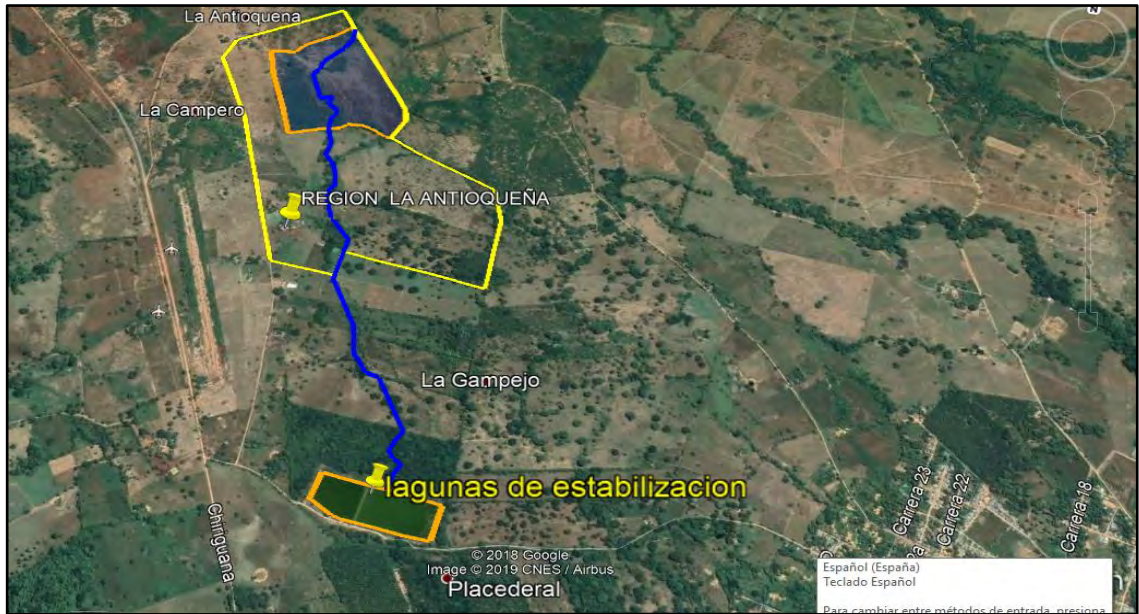 La Antioquena
La Campero
REGION LA ANTIOQUEÑA
La Gampejo
lagunas de estabilizacion
Chiriguana
Carrera 23
Carrera 22
Carrera 18
© 2018 Google
Image © 2019 CNES / Airbus
Placederal
Español (España)
Teclado Español
Para cambiar entre métodos de entrada, presiona